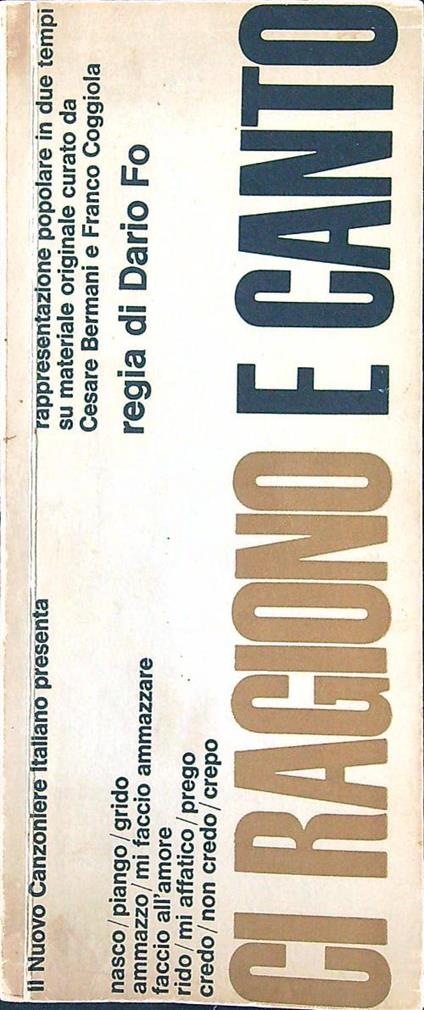 Il Nuovo Canzoniere Italiano presenta
rappresentazione popolare in due tempi
su materiale originale curato da
Cesare Bermani e Franco Coggiola
regia di Dario Fo
nasco/piango/grido
ammazzo/mi faccio ammazzare
faccio all'amore
rido/mi affatico/prego
credo/non credo/crepo
CI RAGIONO E CANTO